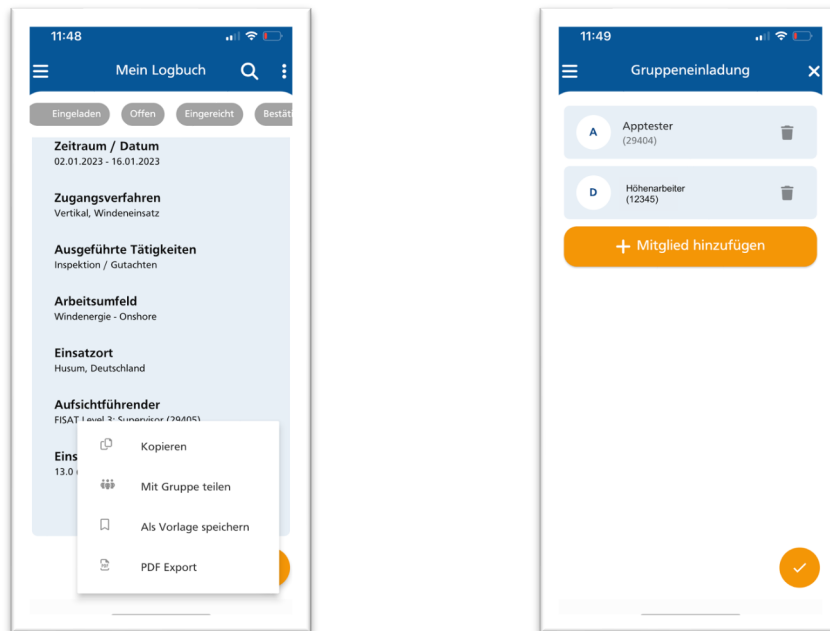 11:48
Mein Logbuch
Eingeladen
Offen
Eingereicht
Bestäti
Zeitraum / Datum
02.01.2023 - 16.01.2023
Zugangsverfahren
Vertikal, Windeneinsatz
Ausgeführte Tätigkeiten
Inspektion / Gutachten
Arbeitsumfeld
Windenergie - Onshore
Einsatzort
Husum, Deutschland
Aufsichtführender
FISAT Level 3: Supervisor (29405)
Eins
13.0
Kopieren
Mit Gruppe teilen
Als Vorlage speichern
PDF Export
11:49
Gruppeneinladung
A
Apptester
(29404)
D
Höhenarbeiter
(12345)
+ Mitglied hinzufügen